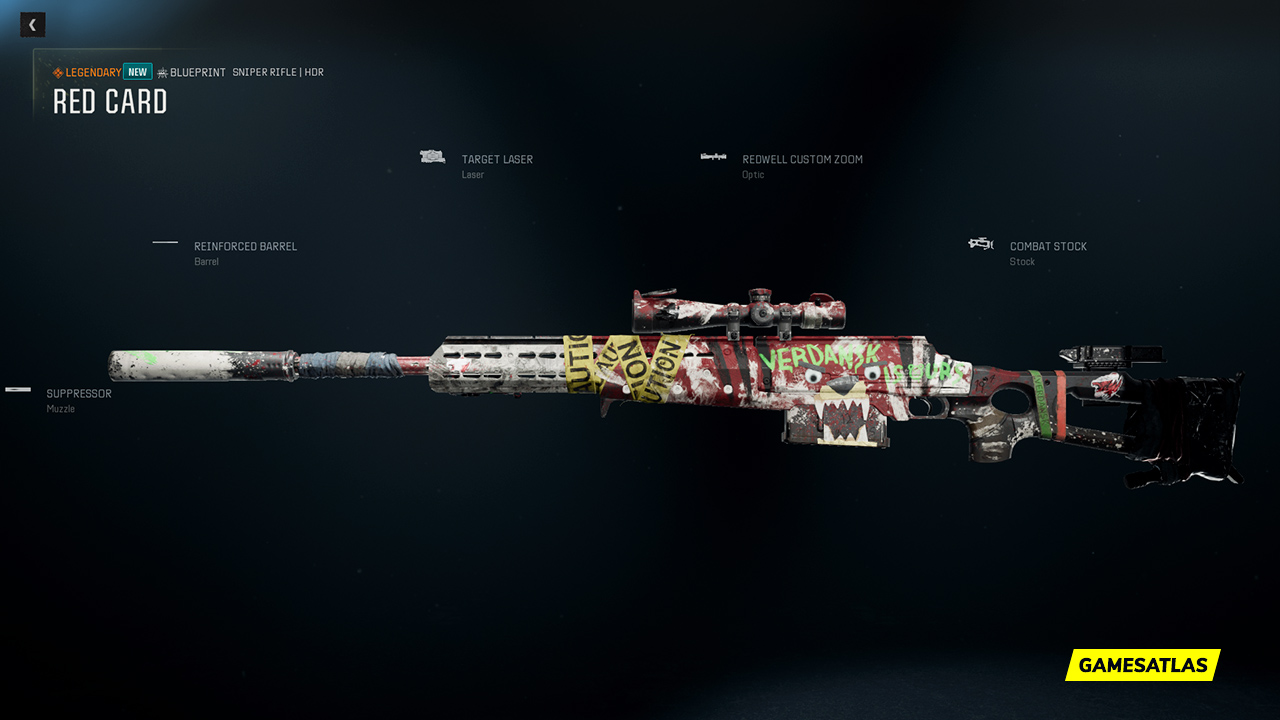 LEGENDARY NEW BLUEPRINT SNIPER RIFLE | HDR
RED CARD
TARGET LASER
Laser
REDWELL CUSTOM ZOOM
Optic
REINFORCED BARREL
Barrel
COMBAT STOCK
Stock
SUPPRESSOR
Muzzle
CAUTION
VERDANSK
GAMESATLAS